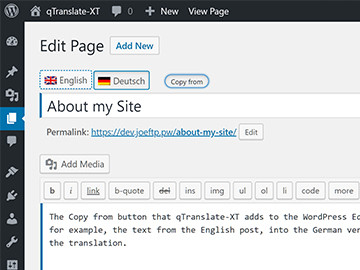 qTranslate-XT 0 New View Page
Edit Page Add New
English Deutsch Copy from
About my Site
Permalink: https://dev.joeftp.pw/about-my-site/ Edit
Add Media
b i link b-quote del ins img ul ol li code more
The Copy from button that qTranslate-XT adds to the WordPress Ed
for example, the text from the English post, into the German ver
the translation.